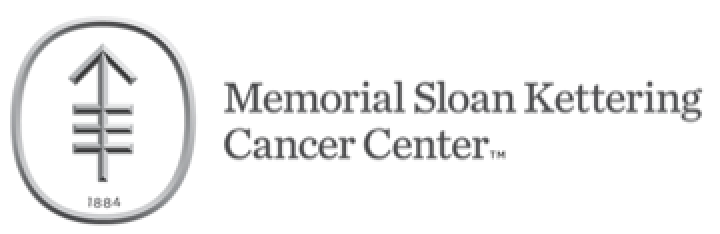 1884
Memorial Sloan Kettering
Cancer Center™